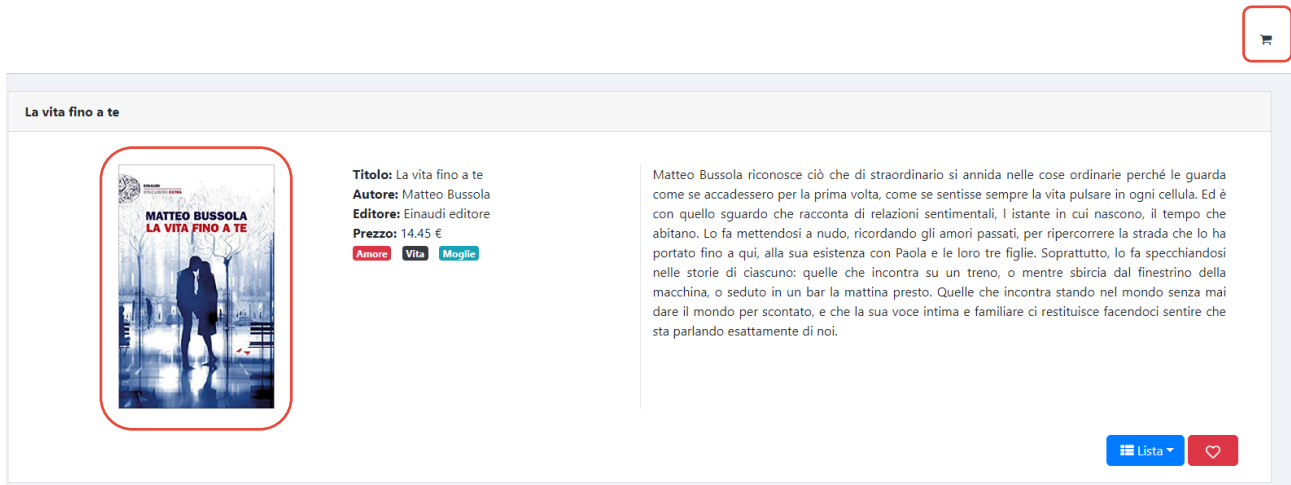 La vita fino a te
EINAUDI
STILE LIBERO EXTRA
MATTEO BUSSOLA
LA VITA FINO A TE
Titolo: La vita fino a te
Autore: Matteo Bussola
Editore: Einaudi editore
Prezzo: 14.45 €
Amore Vita Moglie
Matteo Bussola riconosce ciò che di straordinario si annida nelle cose ordinarie perché le guarda
come se accadessero per la prima volta, come se sentisse sempre la vita pulsare in ogni cellula. Ed è
con quello sguardo che racconta di relazioni sentimentali, l istante in cui nascono, il tempo che
abitano. Lo fa mettendosi a nudo, ricordando gli amori passati, per ripercorrere la strada che lo ha
portato fino a qui, alla sua esistenza con Paola e le loro tre figlie. Soprattutto, lo fa specchiandosi
nelle storie di ciascuno: quelle che incontra su un treno, o mentre sbircia dal finestrino della
macchina, o seduto in un bar la mattina presto. Quelle che incontra stando nel mondo senza mai
dare il mondo per scontato, e che la sua voce intima e familiare ci restituisce facendoci sentire che
sta parlando esattamente di noi.
Lista